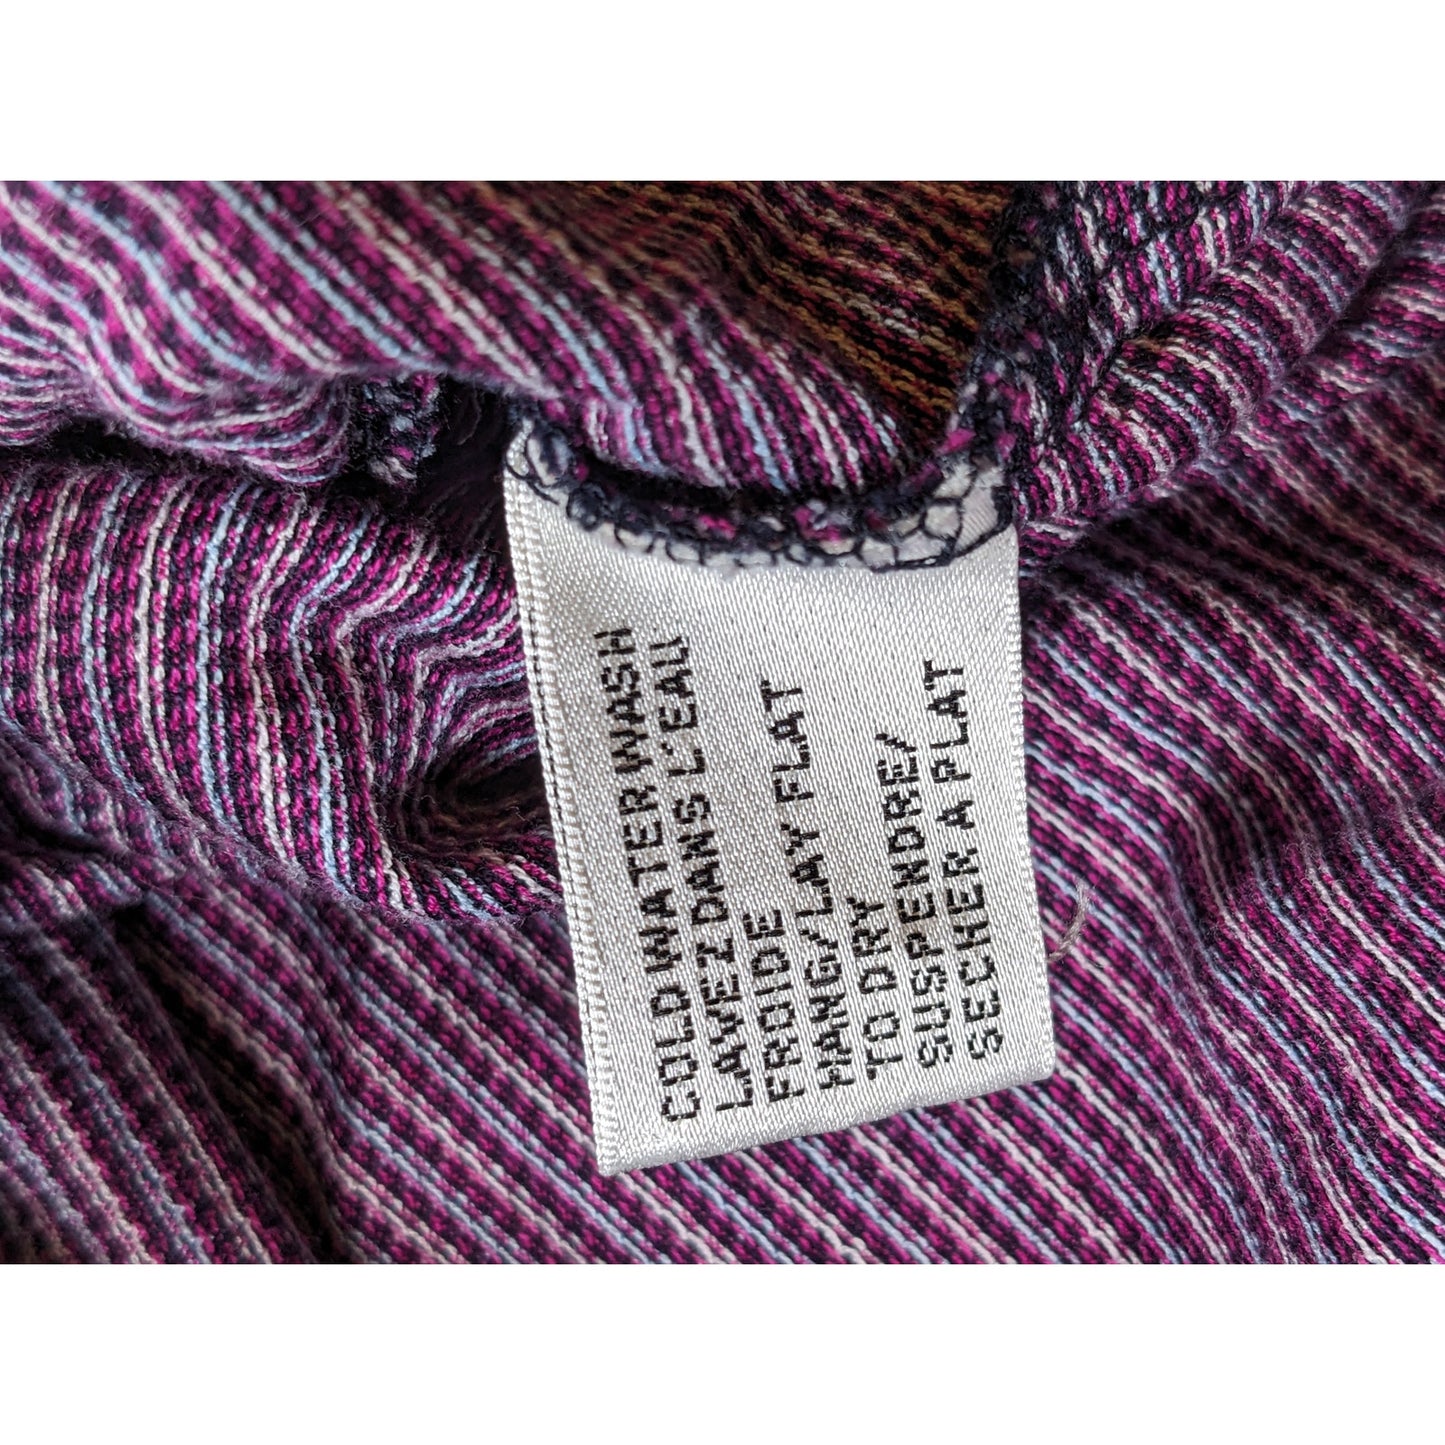 COLD WATER WASH
LAVEZ DANS L'EAU
FROIDE
HANG/LAY FLAT
TO DRY
SUSPENDRE/
SECHER A PLAT